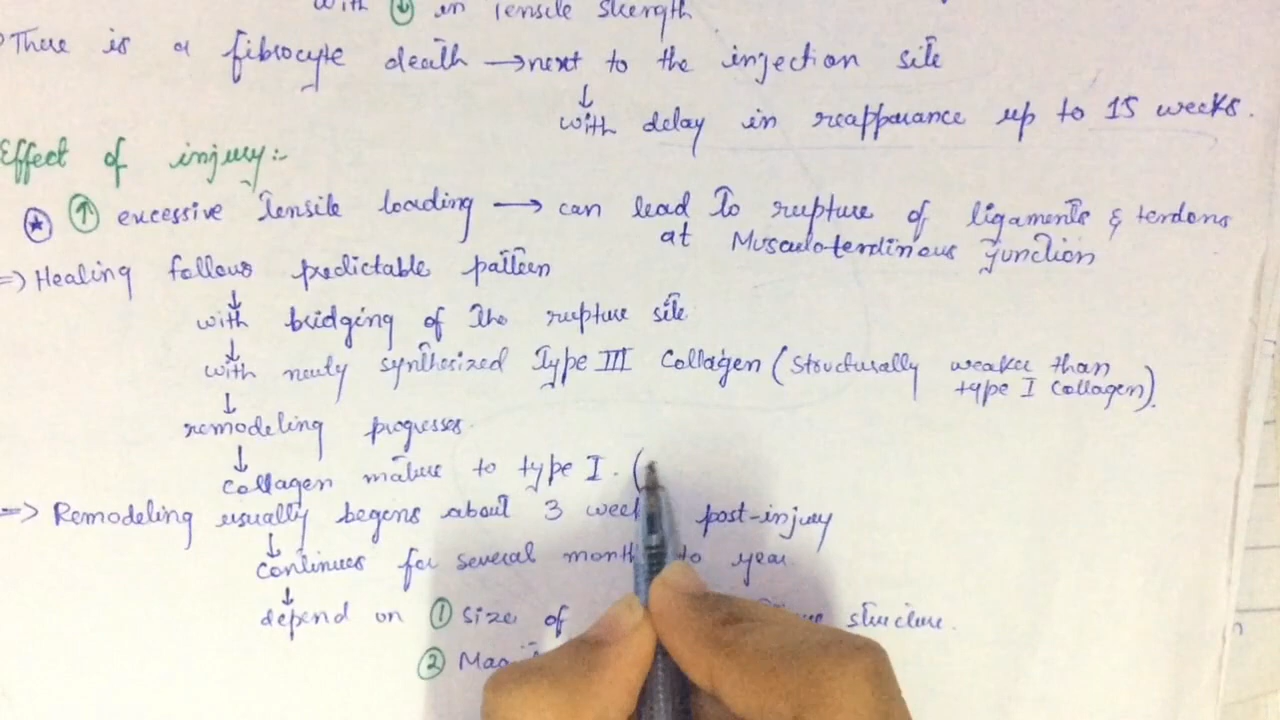 with ↓ in Tensile strength
There is a fibrocyte death → next to the injection site
↓
with delay in reapparance up to 15 weeks.
Effect of injury:-
★ ↑ excessive Tensile loading → can lead To rupture of ligaments & tendons
at Musculotendinous Junction
=> Healing follows predictable pattern
↓
with bridging of the rupture site
↓
with newly synthesized Type III Collagen (Structurally weaker than
type I Collagen).
↓
remodeling progresses.
↓
Collagen mature to type I. (
=> Remodeling usually begens about 3 post-injury
↓
Continues for several to year
↓
depend on ① Size of structure.
②